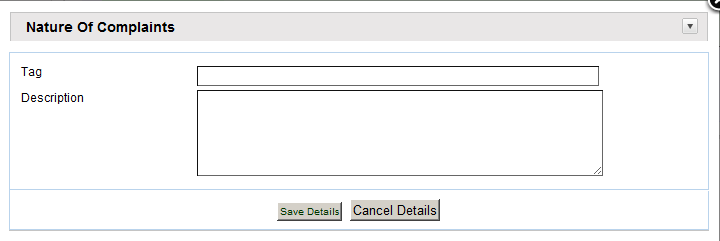 Nature Of Complaints
Tag
Description
Save Details Cancel Details